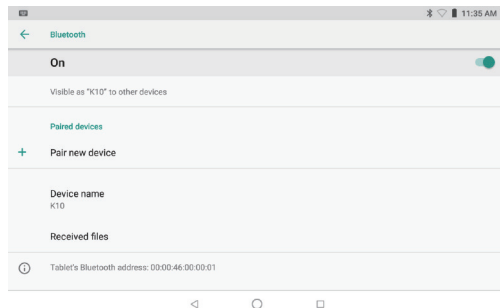 11:35 AM
Bluetooth
On
Visible as "K10" to other devices
Paired devices
Pair new device
Device name
K10
Received files
Tablet's Bluetooth address: 00:00:46:00:00:01